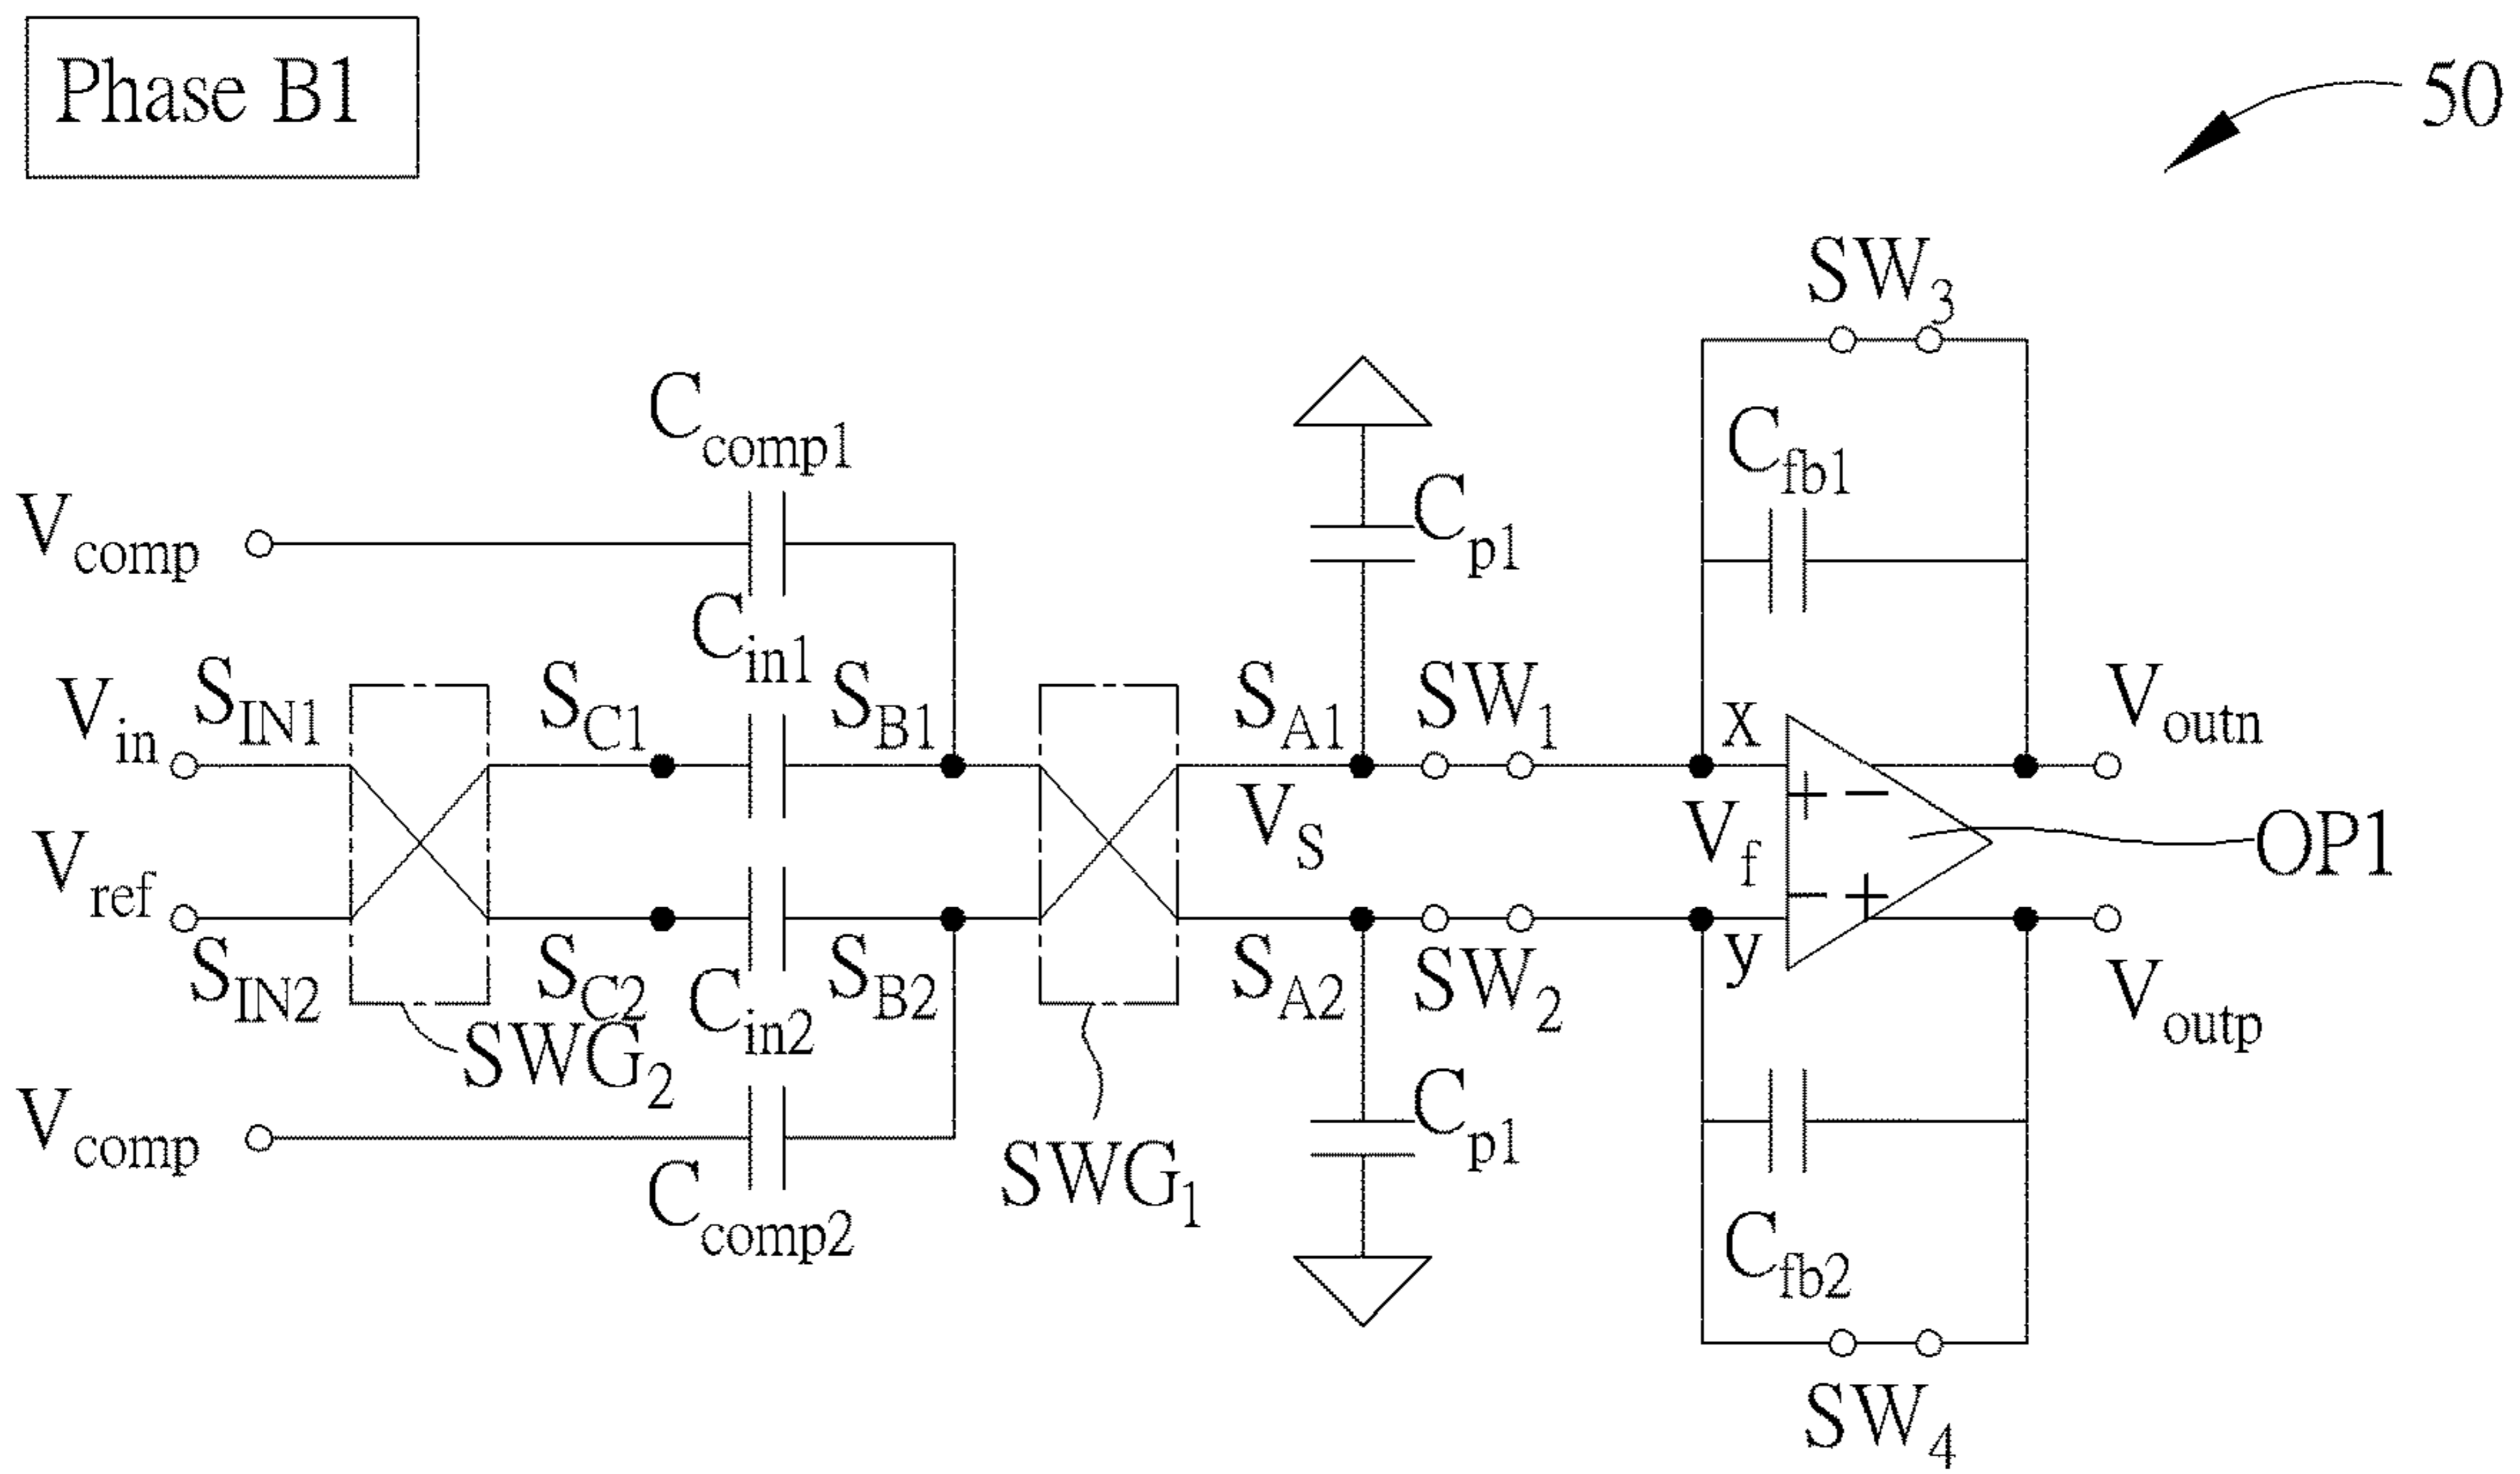 Phase B1
50
SW3
Ccomp1
Cfb1
Cp1
Vcomp
Cin1
Vin
SIN1
SC1
SB1
SA1
SW1
x
Voutn
VS
Vf
+ −
OP1
Vref
− +
SIN2
SC2
Cin2
SB2
SA2
SW2
y
Voutp
SWG2
Vcomp
Cp1
SWG1
Ccomp2
Cfb2
SW4